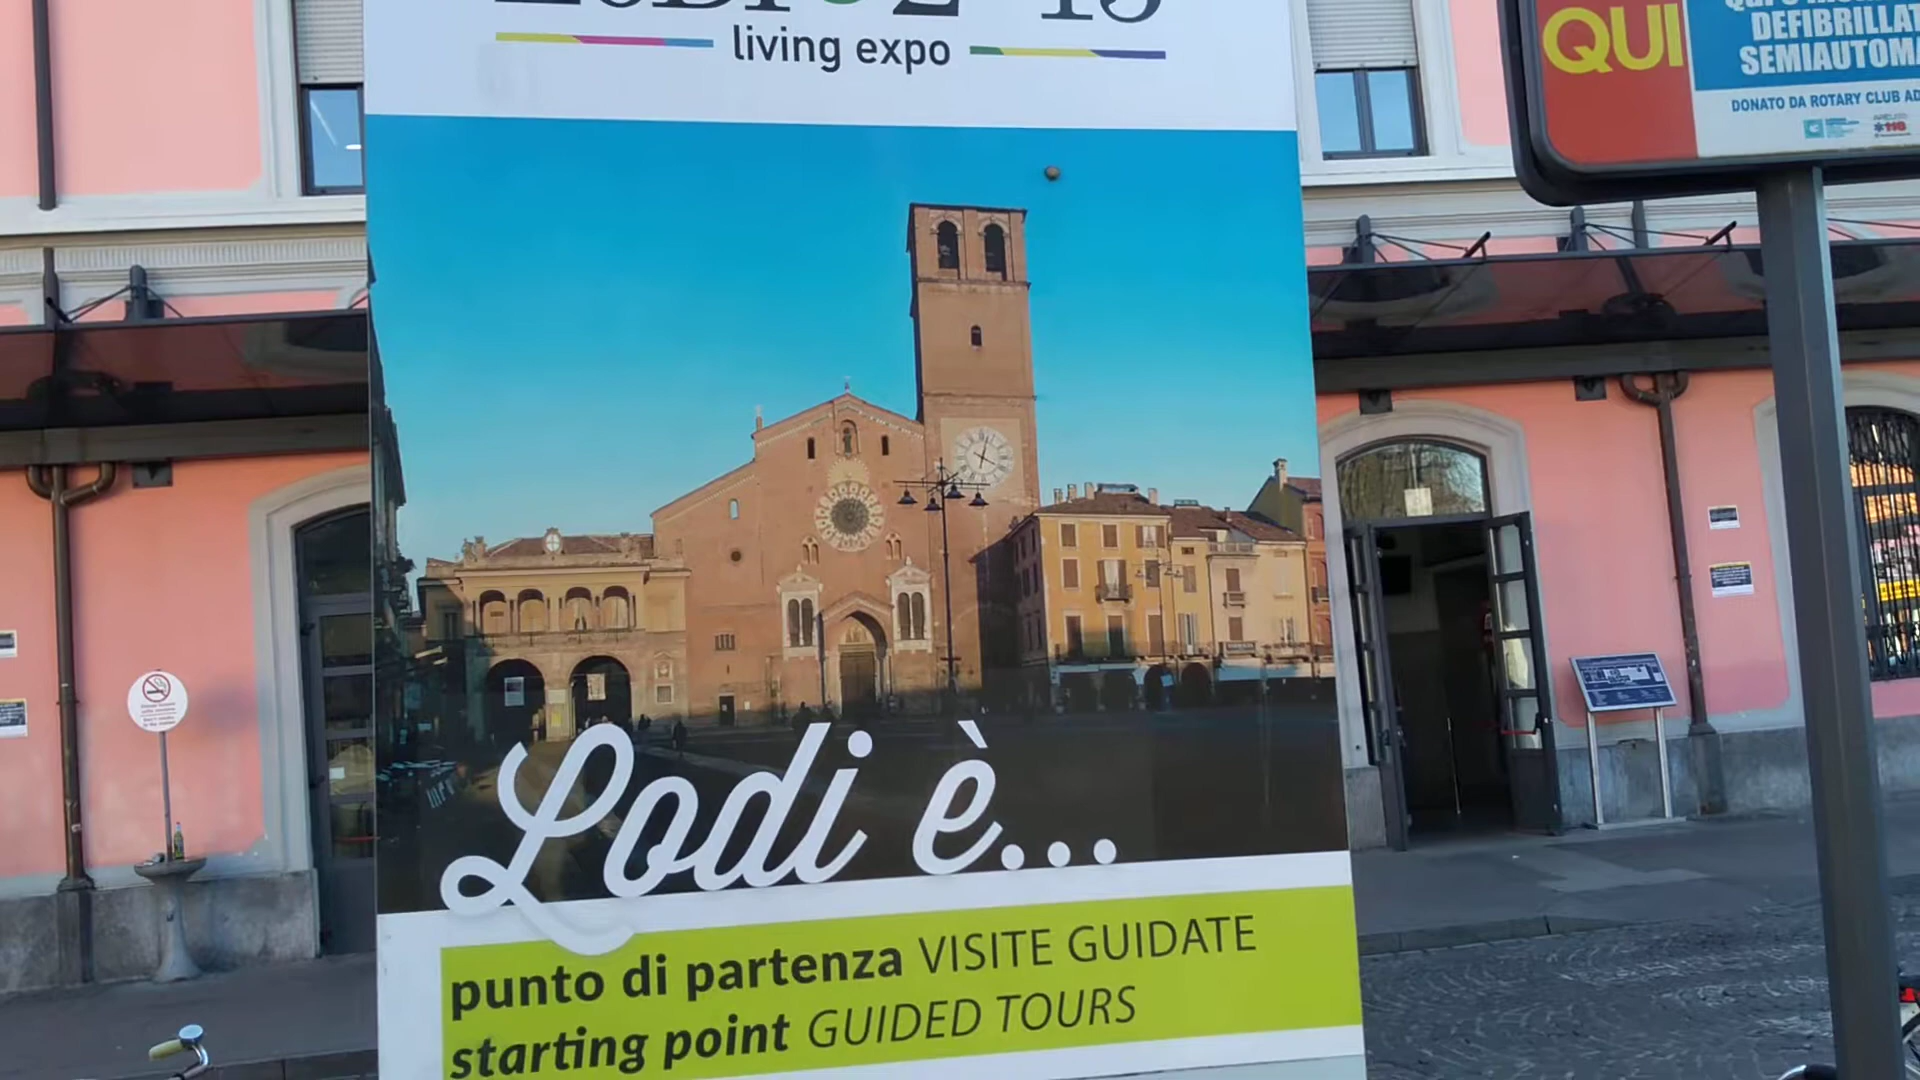 living expo
Lodi è...
punto di partenza VISITE GUIDATE
starting point GUIDED TOURS
QUI
DEFIBRILLAT
SEMIAUTOMA
DONATO DA ROTARY CLUB AD
118